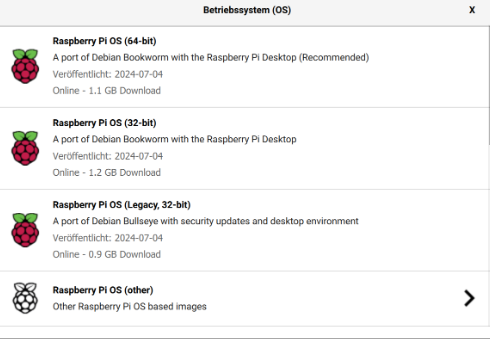 Betriebssystem (OS)
X
Raspberry Pi OS (64-bit)
A port of Debian Bookworm with the Raspberry Pi Desktop (Recommended)
Veröffentlicht: 2024-07-04
Online - 1.1 GB Download
Raspberry Pi OS (32-bit)
A port of Debian Bookworm with the Raspberry Pi Desktop
Veröffentlicht: 2024-07-04
Online - 1.2 GB Download
Raspberry Pi OS (Legacy, 32-bit)
A port of Debian Bullseye with security updates and desktop environment
Veröffentlicht: 2024-07-04
Online - 0.9 GB Download
Raspberry Pi OS (other)
Other Raspberry Pi OS based images